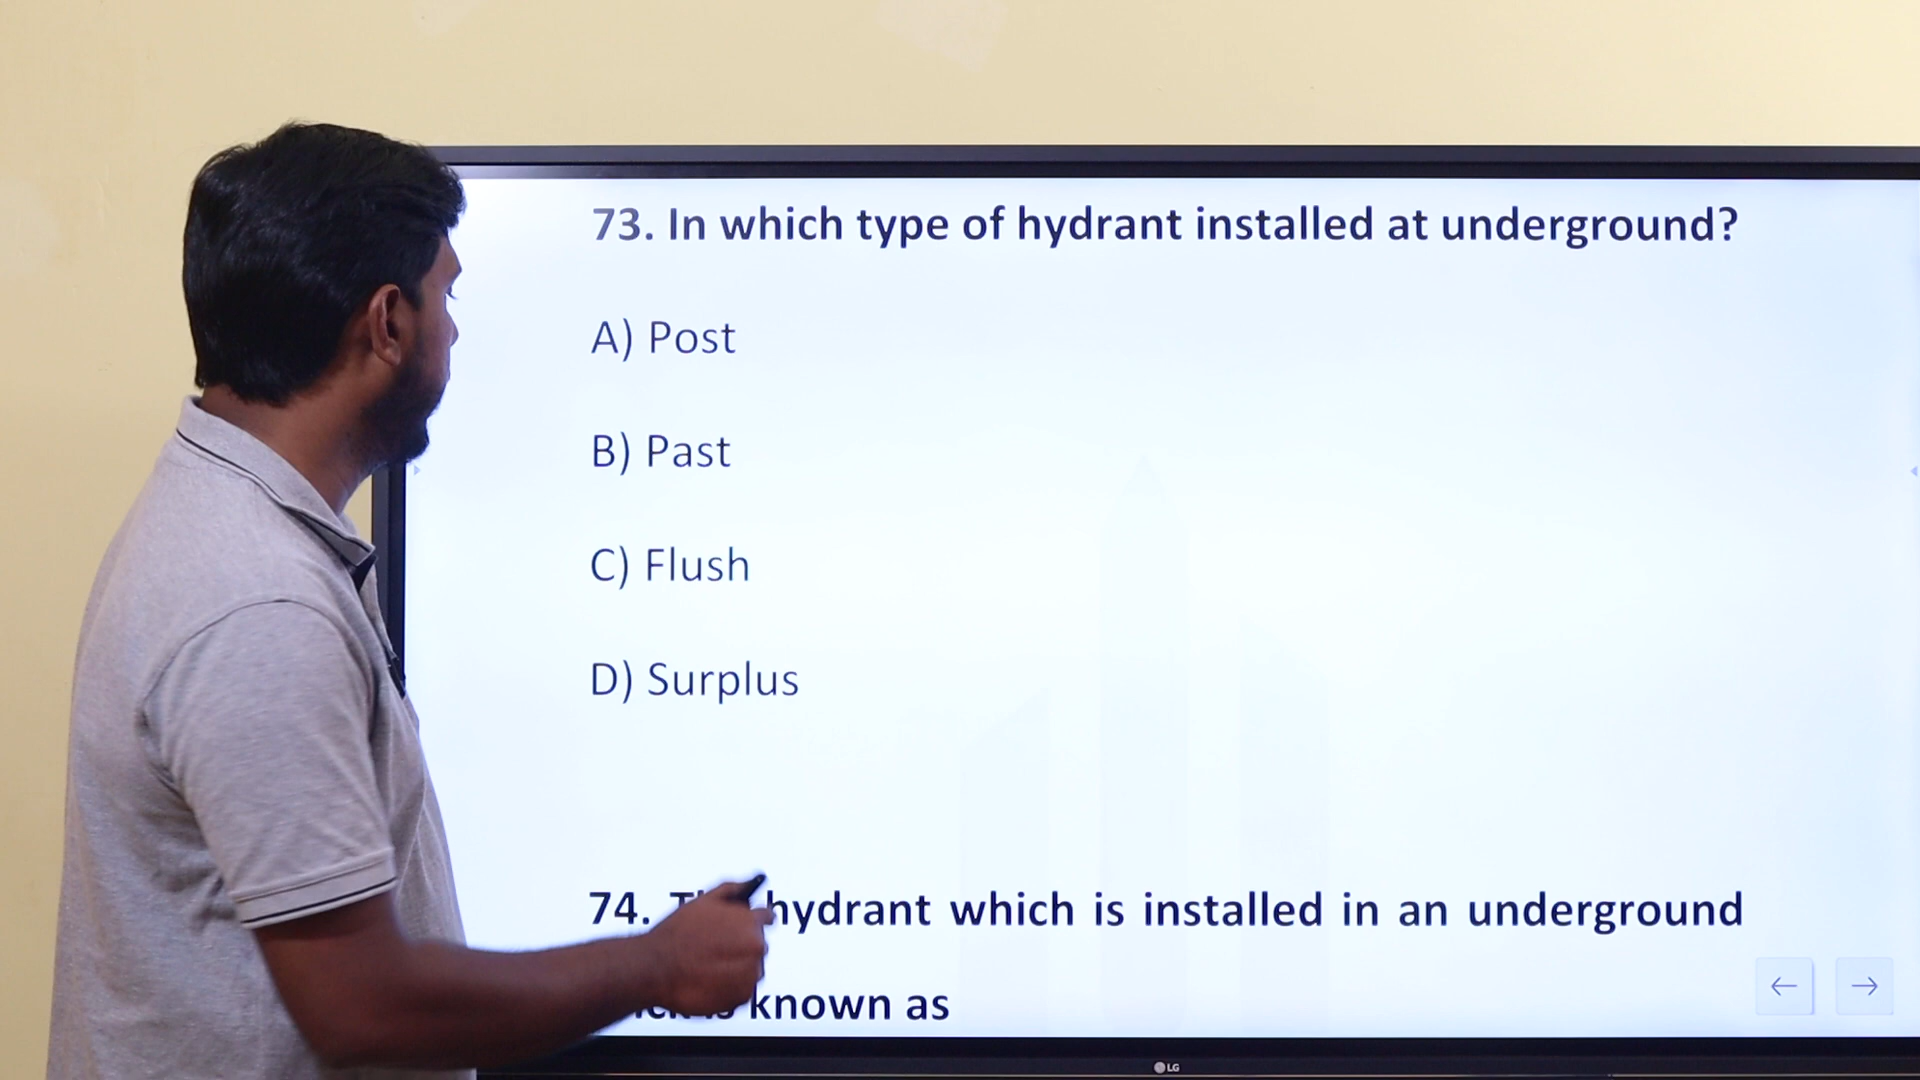 73. In which type of hydrant installed at underground?
A) Post
B) Past
C) Flush
D) Surplus
74. hydrant which is installed in an underground
known as
LG